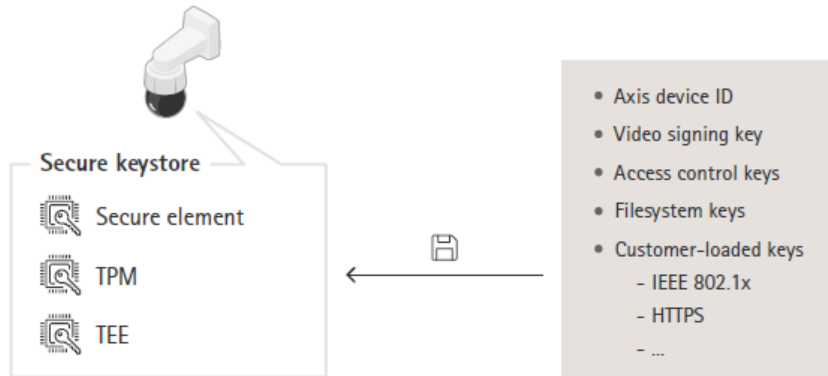 Secure keystore
Secure element
TPM
TEE
• Axis device ID
• Video signing key
• Access control keys
• Filesystem keys
• Customer-loaded keys
- IEEE 802.1x
- HTTPS
- ...